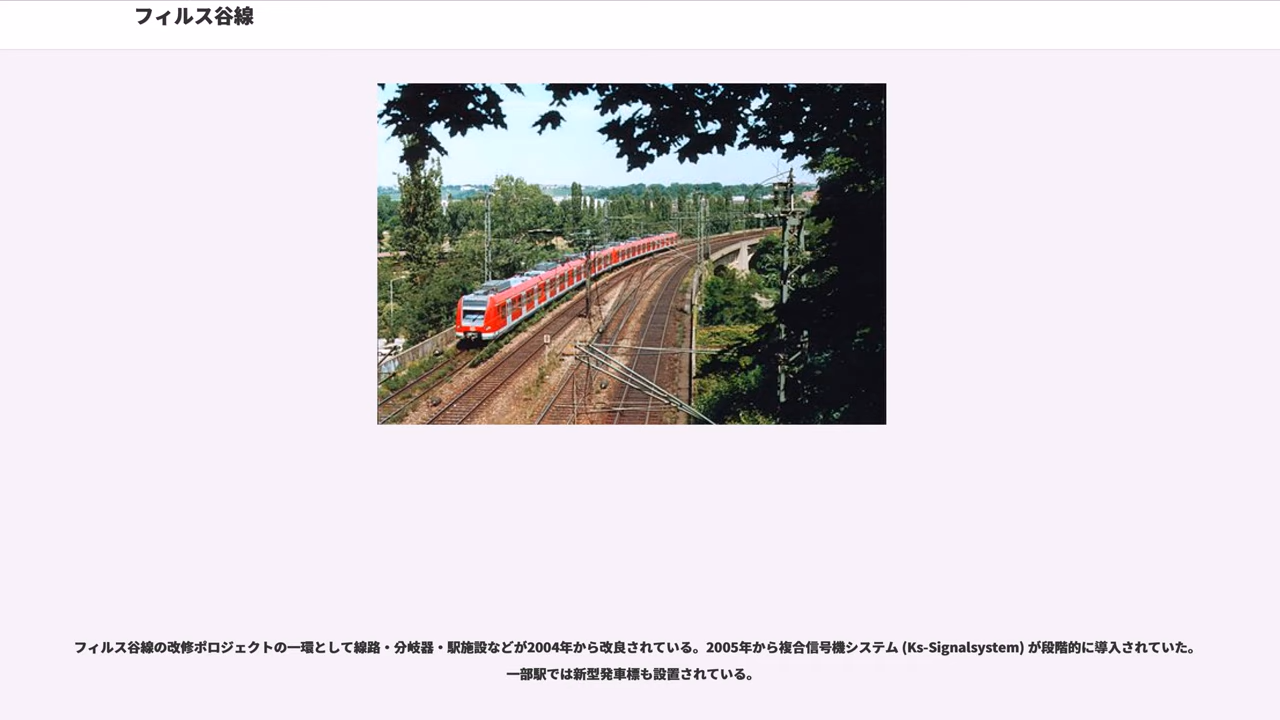 フィルス谷線
フィルス谷線の改修ポロジェクトの一環として線路・分岐器・駅施設などが2004年から改良されている。2005年から複合信号機システム (Ks-Signalsystem) が段階的に導入されていた。
一部駅では新型発車標も設置されている。